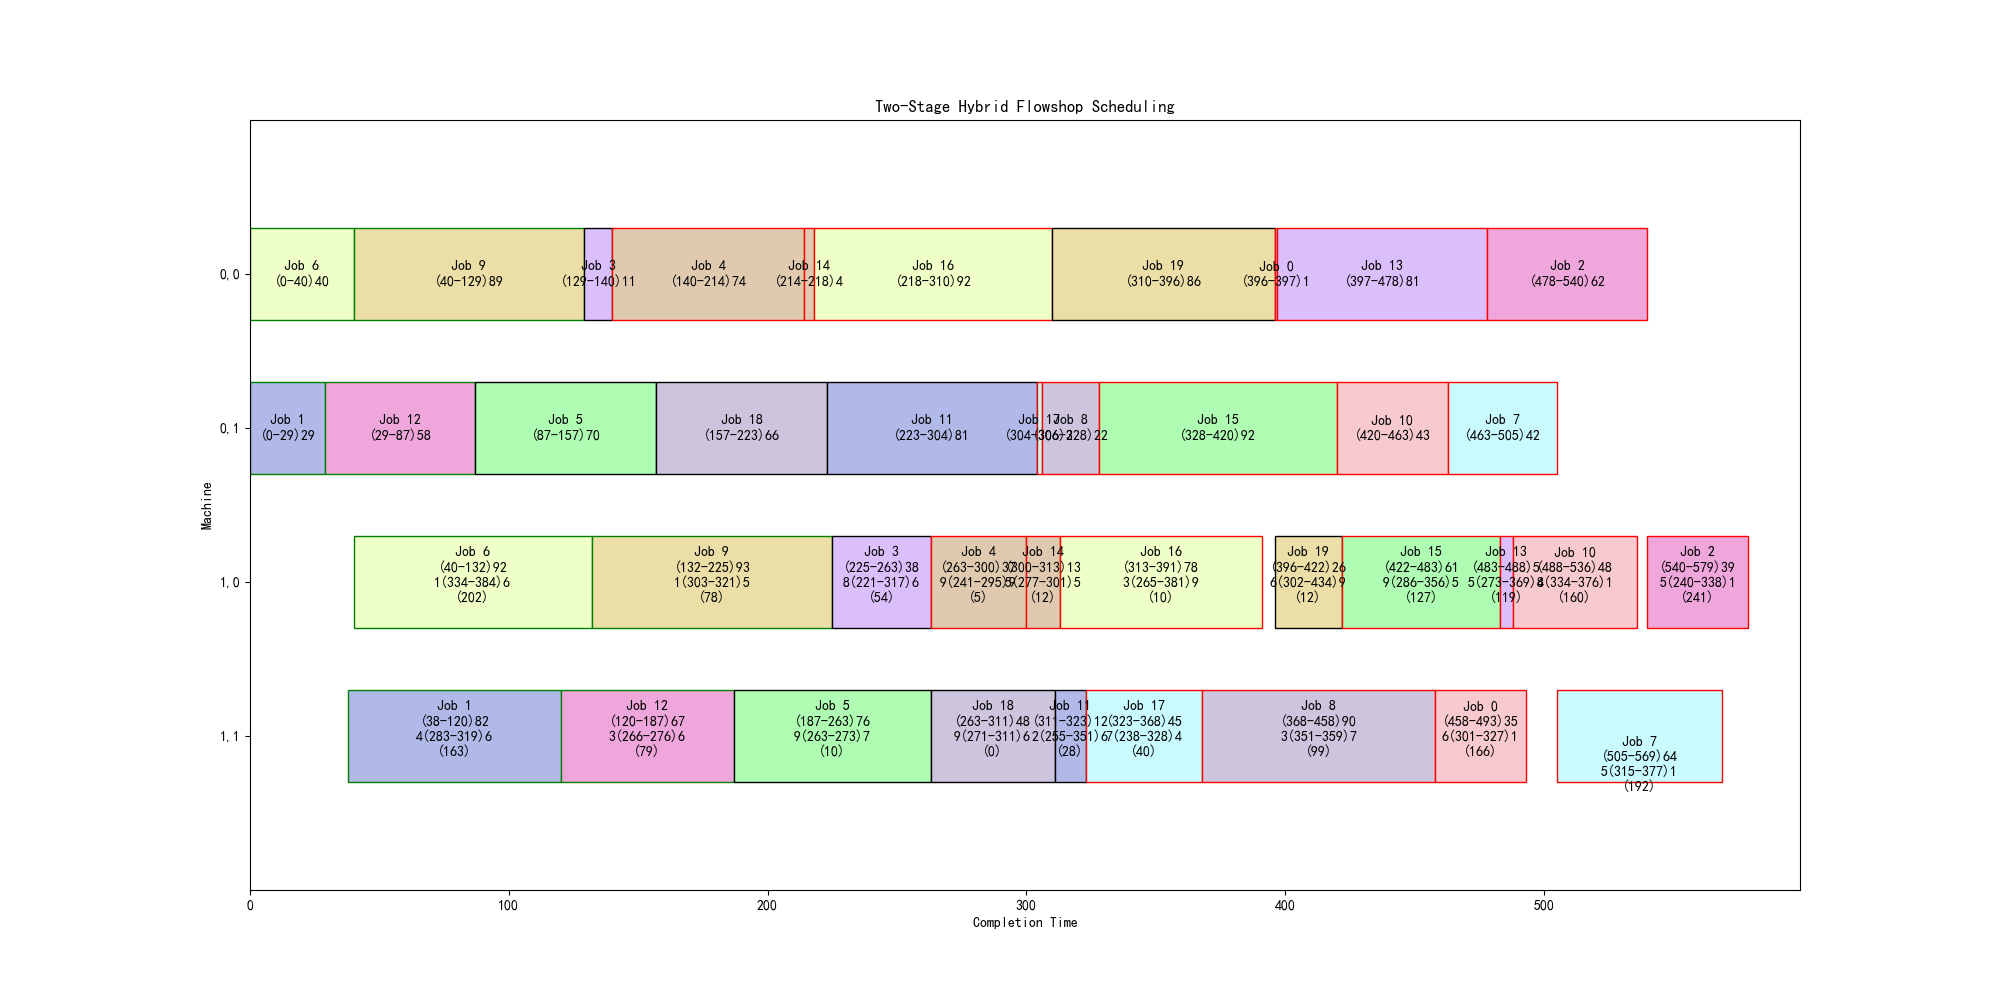 Two-Stage Hybrid Flowshop Scheduling
0,0
Job 6
(0-40)40
Job 9
(40-129)89
Job 3
(129-140)11
Job 4
(140-214)74
Job 14
(214-218)4
Job 16
(218-310)92
Job 19
(310-396)86
Job 0
(396-397)1
Job 13
(397-478)81
Job 2
(478-540)62
0,1
Job 1
(0-29)29
Job 12
(29-87)58
Job 5
(87-157)70
Job 18
(157-223)66
Job 11
(223-304)81
Job 17
Job 8
(306-328)22
Job 15
(328-420)92
Job 10
(420-463)43
Job 7
(463-505)42
1,0
Job 6
(40-132)92
1(334-384)6
(202)
Job 9
(132-225)93
1(303-321)5
(78)
Job 3
(225-263)38
8(221-317)6
(54)
Job 4
(263-300)37
9(241-295)9
(5)
Job 14
(300-313)13
(277-301)5
(12)
Job 16
(313-391)78
3(265-381)9
(10)
Job 19
(396-422)26
6(302-434)9
(12)
Job 15
(422-483)61
9(286-356)5
(127)
Job 13
(483-488)5
5(273-369)8
(119)
Job 10
(488-536)48
(334-376)1
(160)
Job 2
(540-579)39
5(240-338)1
(241)
1,1
Job 1
(38-120)82
4(283-319)6
(163)
Job 12
(120-187)67
3(266-276)6
(79)
Job 5
(187-263)76
9(263-273)7
(10)
Job 18
(263-311)48
9(271-311)6
(0)
Job 11
(311-323)12
2(255-351)6
(28)
Job 17
(323-368)45
7(238-328)4
(40)
Job 8
(368-458)90
3(351-359)7
(99)
Job 0
(458-493)35
6(301-327)1
(166)
Job 7
(505-569)64
5(315-377)1
(192)
Machine
0
100
200
300
400
500
Completion Time